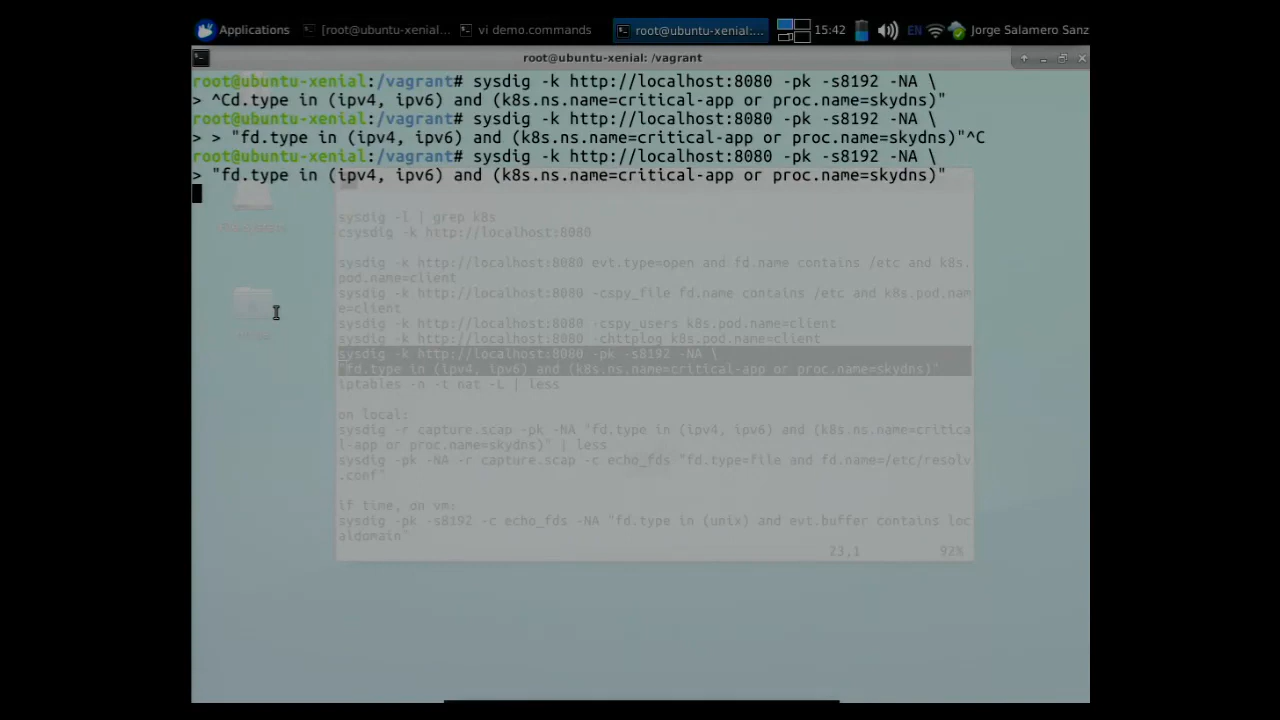 Applications
[root@ubuntu-xenial...
vi demo.commands
root@ubuntu-xenial:...
15:42
EN
Jorge Salamero Sanz
root@ubuntu-xenial: /vagrant
root@ubuntu-xenial:/vagrant# sysdig -k http://localhost:8080 -pk -s8192 -NA \
> ^Cd.type in (ipv4, ipv6) and (k8s.ns.name=critical-app or proc.name=skydns)"
root@ubuntu-xenial:/vagrant# sysdig -k http://localhost:8080 -pk -s8192 -NA \
> > "fd.type in (ipv4, ipv6) and (k8s.ns.name=critical-app or proc.name=skydns)"^C
root@ubuntu-xenial:/vagrant# sysdig -k http://localhost:8080 -pk -s8192 -NA \
> "fd.type in (ipv4, ipv6) and (k8s.ns.name=critical-app or proc.name=skydns)"
sysdig -l | grep k8s
csysdig -k http://localhost:8080
sysdig -k http://localhost:8080 evt.type=open and fd.name contains /etc and k8s.
pod.name=client
sysdig -k http://localhost:8080 -cspy_file fd.name contains /etc and k8s.pod.nam
e=client
sysdig -k http://localhost:8080 -cspy_users k8s.pod.name=client
sysdig -k http://localhost:8080 -chttplog k8s.pod.name=client
sysdig -k http://localhost:8080 -pk -s8192 -NA \
"fd.type in (ipv4, ipv6) and (k8s.ns.name=critical-app or proc.name=skydns)"
iptables -n -t nat -L | less
on local:
sysdig -r capture.scap -pk -NA "fd.type in (ipv4, ipv6) and (k8s.ns.name=critica
l-app or proc.name=skydns)" | less
sysdig -pk -NA -r capture.scap -c echo_fds "fd.type=file and fd.name=/etc/resolv
.conf"
if time, on vm:
sysdig -pk -s8192 -c echo_fds -NA "fd.type in (unix) and evt.buffer contains loc
aldomain"
23,1
92%